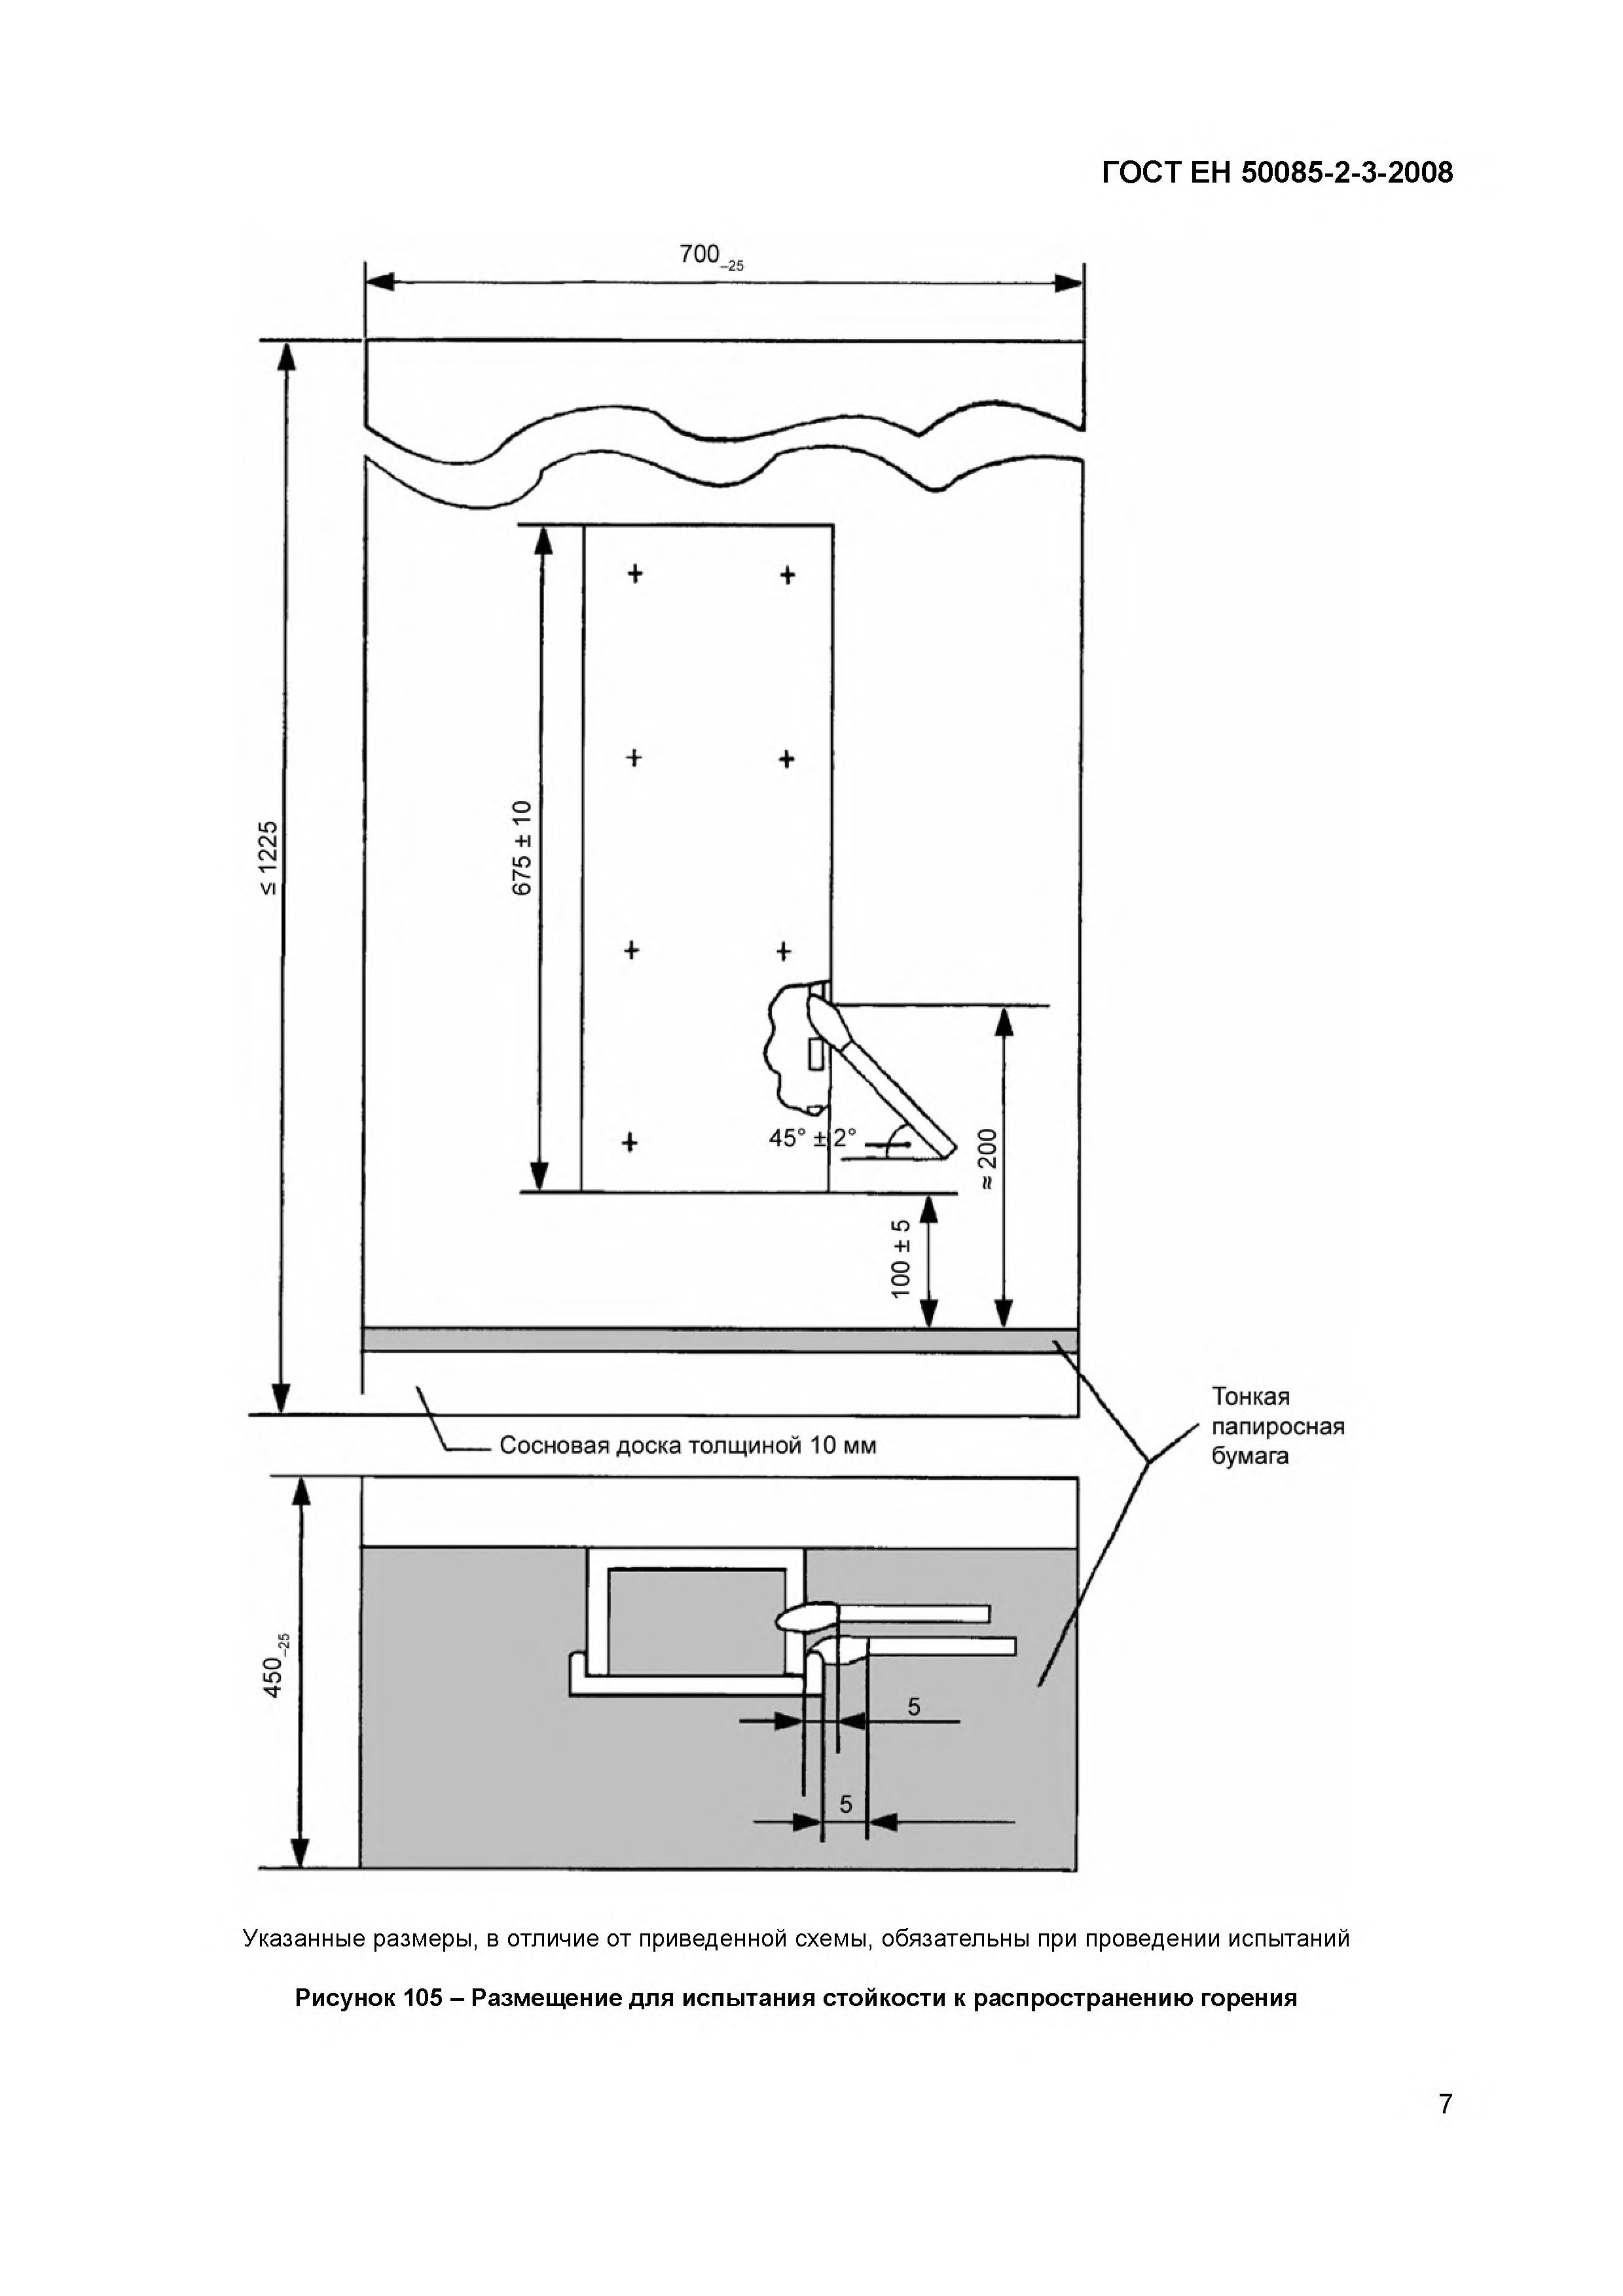 ГОСТ ЕН 50085-2-3-2008
700₋₂₅
≤ 1225
675 ± 10
45° ± 2°
≈ 200
100 ± 5
Тонкая
папиросная
бумага
Сосновая доска толщиной 10 мм
450₋₂₅
5
5
Указанные размеры, в отличие от приведенной схемы, обязательны при проведении испытаний
Рисунок 105 – Размещение для испытания стойкости к распространению горения
7